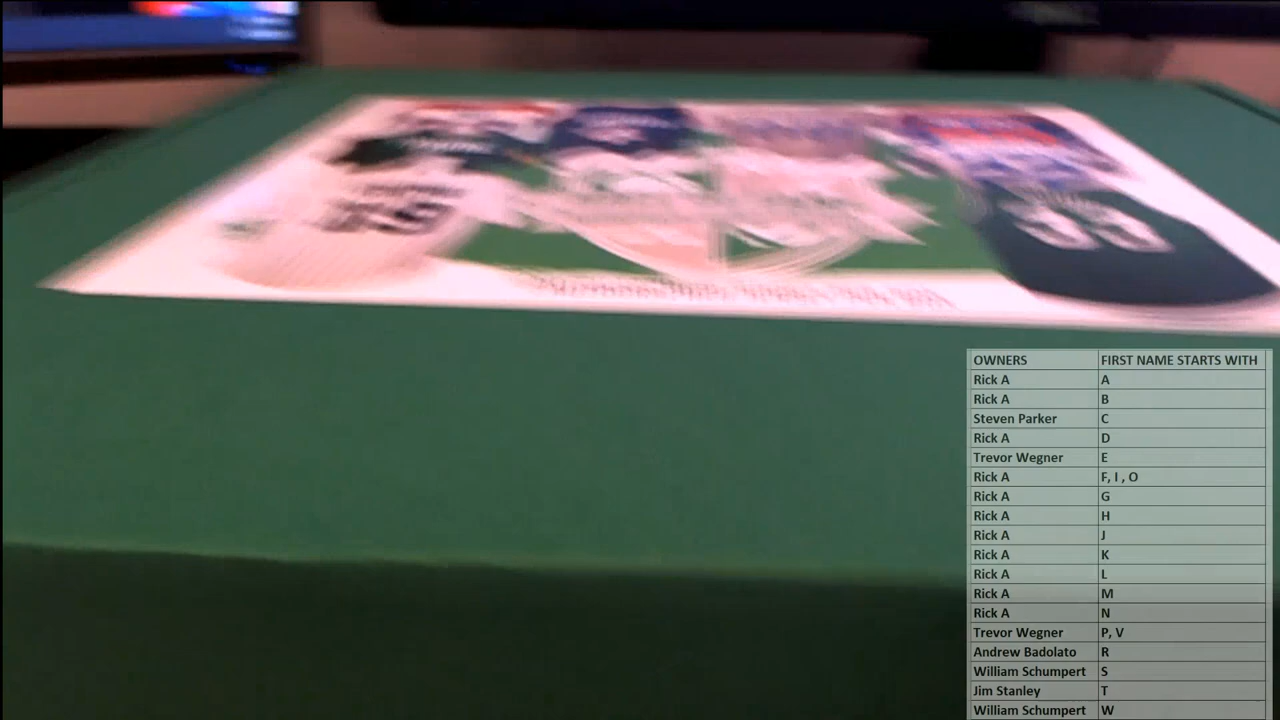 OWNERS FIRST NAME STARTS WITH
Rick A A
Rick A B
Steven Parker C
Rick A D
Trevor Wegner E
Rick A F, I , O
Rick A G
Rick A H
Rick A J
Rick A K
Rick A L
Rick A M
Rick A N
Trevor Wegner P, V
Andrew Badolato R
William Schumpert S
Jim Stanley T
William Schumpert W
33